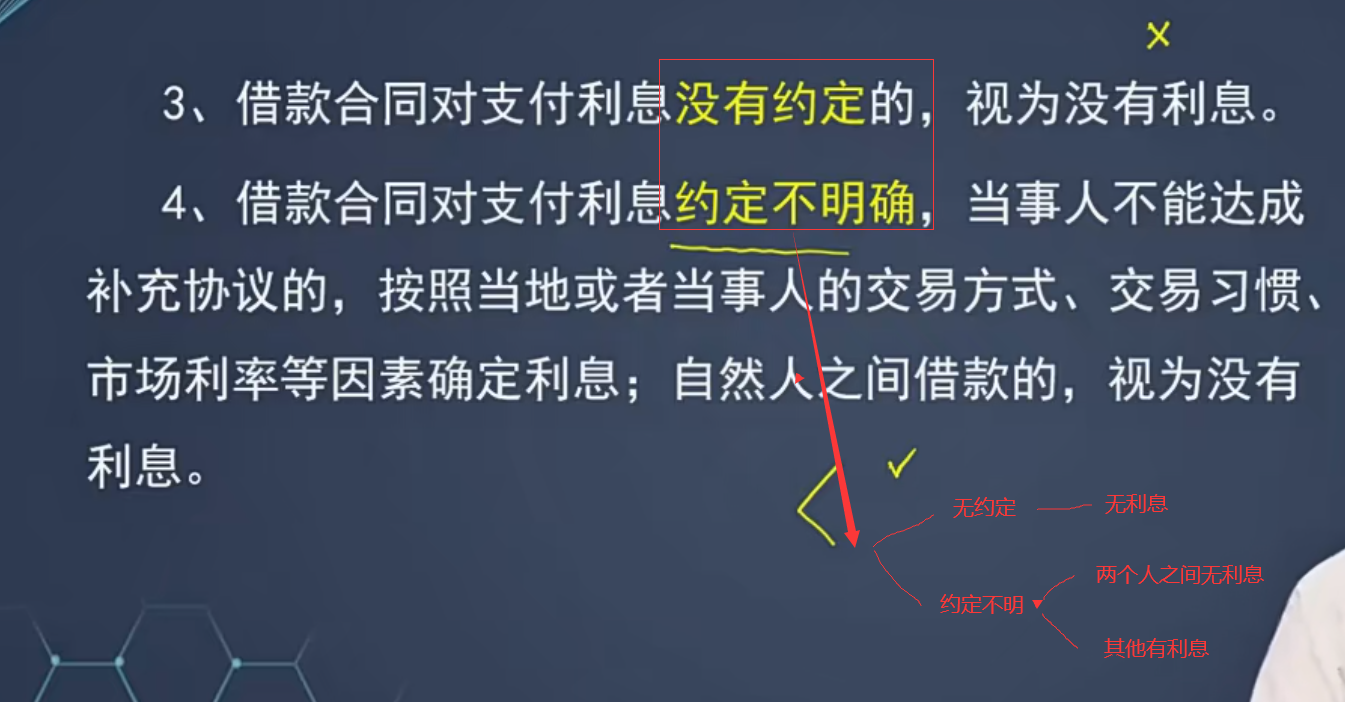 3、借款合同对支付利息没有约定的，视为没有利息。
4、借款合同对支付利息约定不明确，当事人不能达成
补充协议的，按照当地或者当事人的交易方式、交易习惯、
市场利率等因素确定利息；自然人之间借款的，视为没有
利息。
无约定
无利息
两个人之间无利息
约定不明
其他有利息